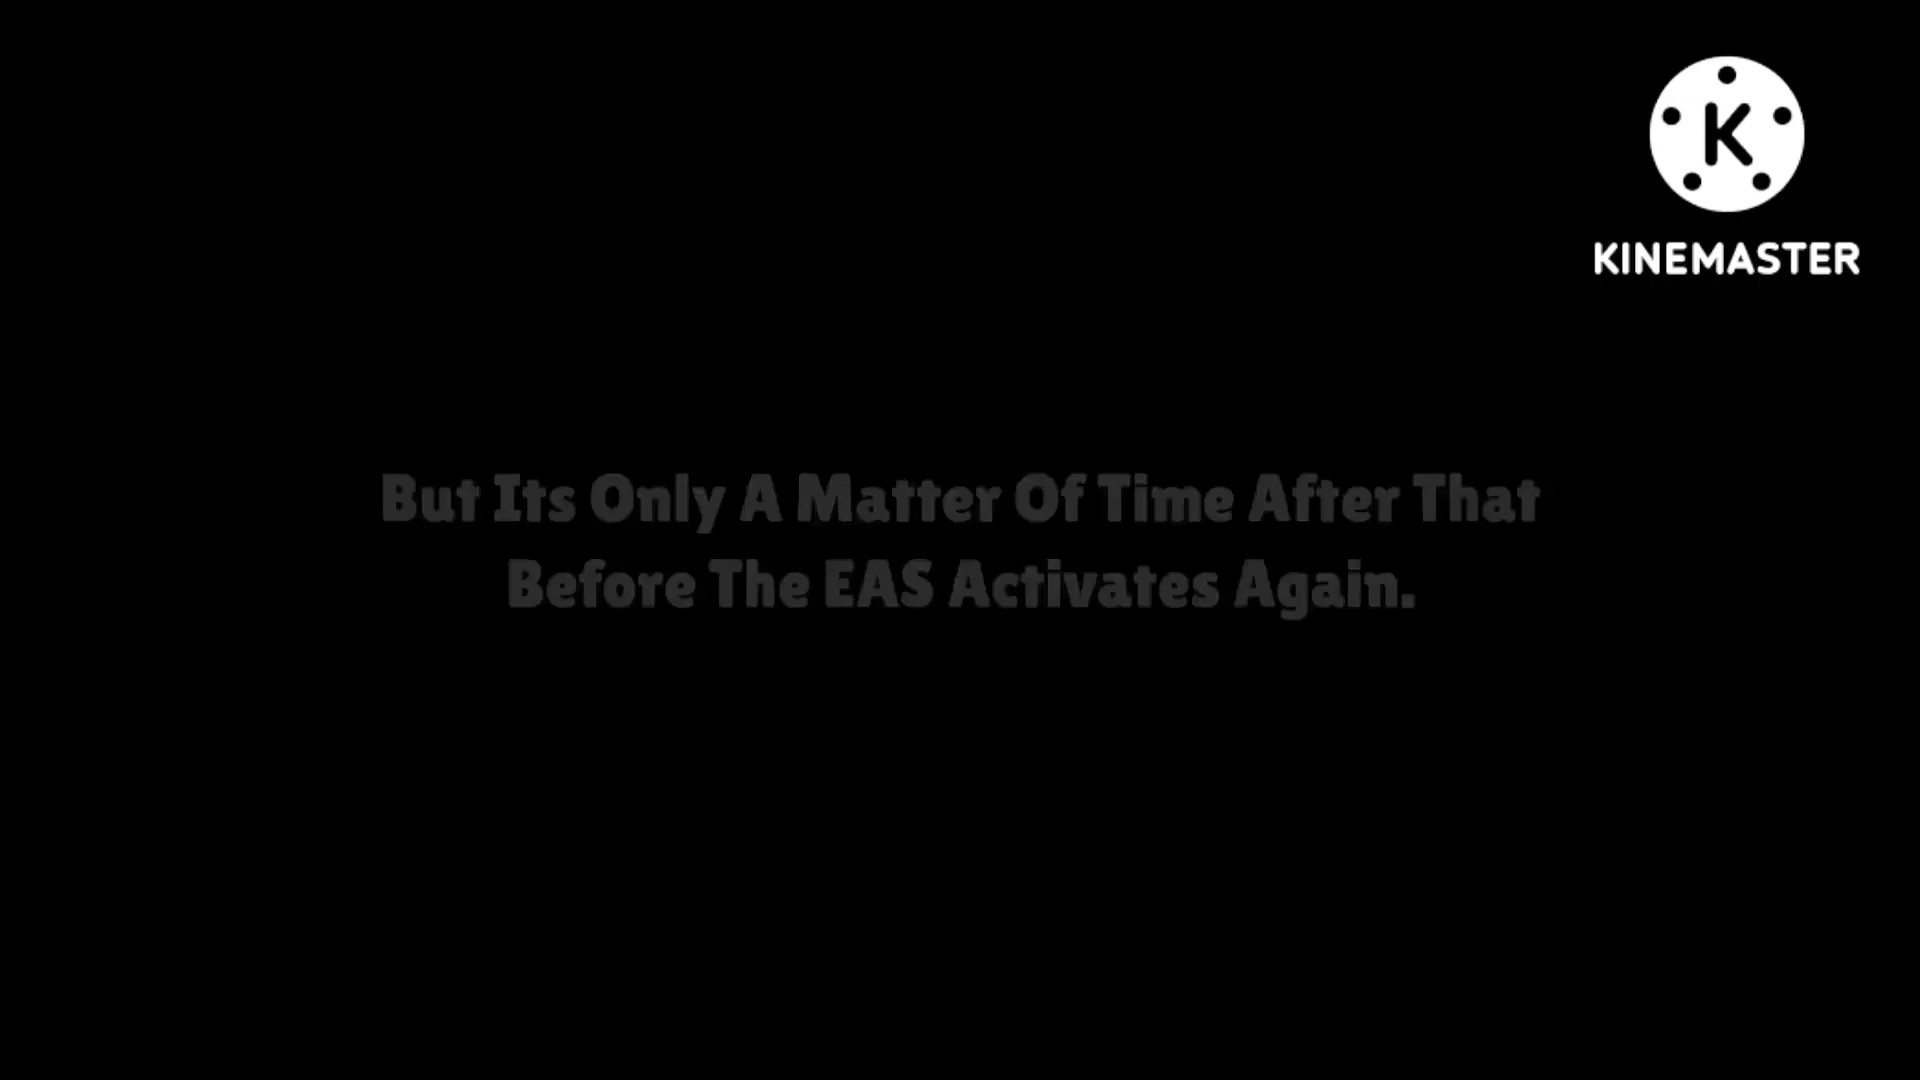 K
KINEMASTER
But Its Only A Matter Of Time After That
Before The EAS Activates Again.